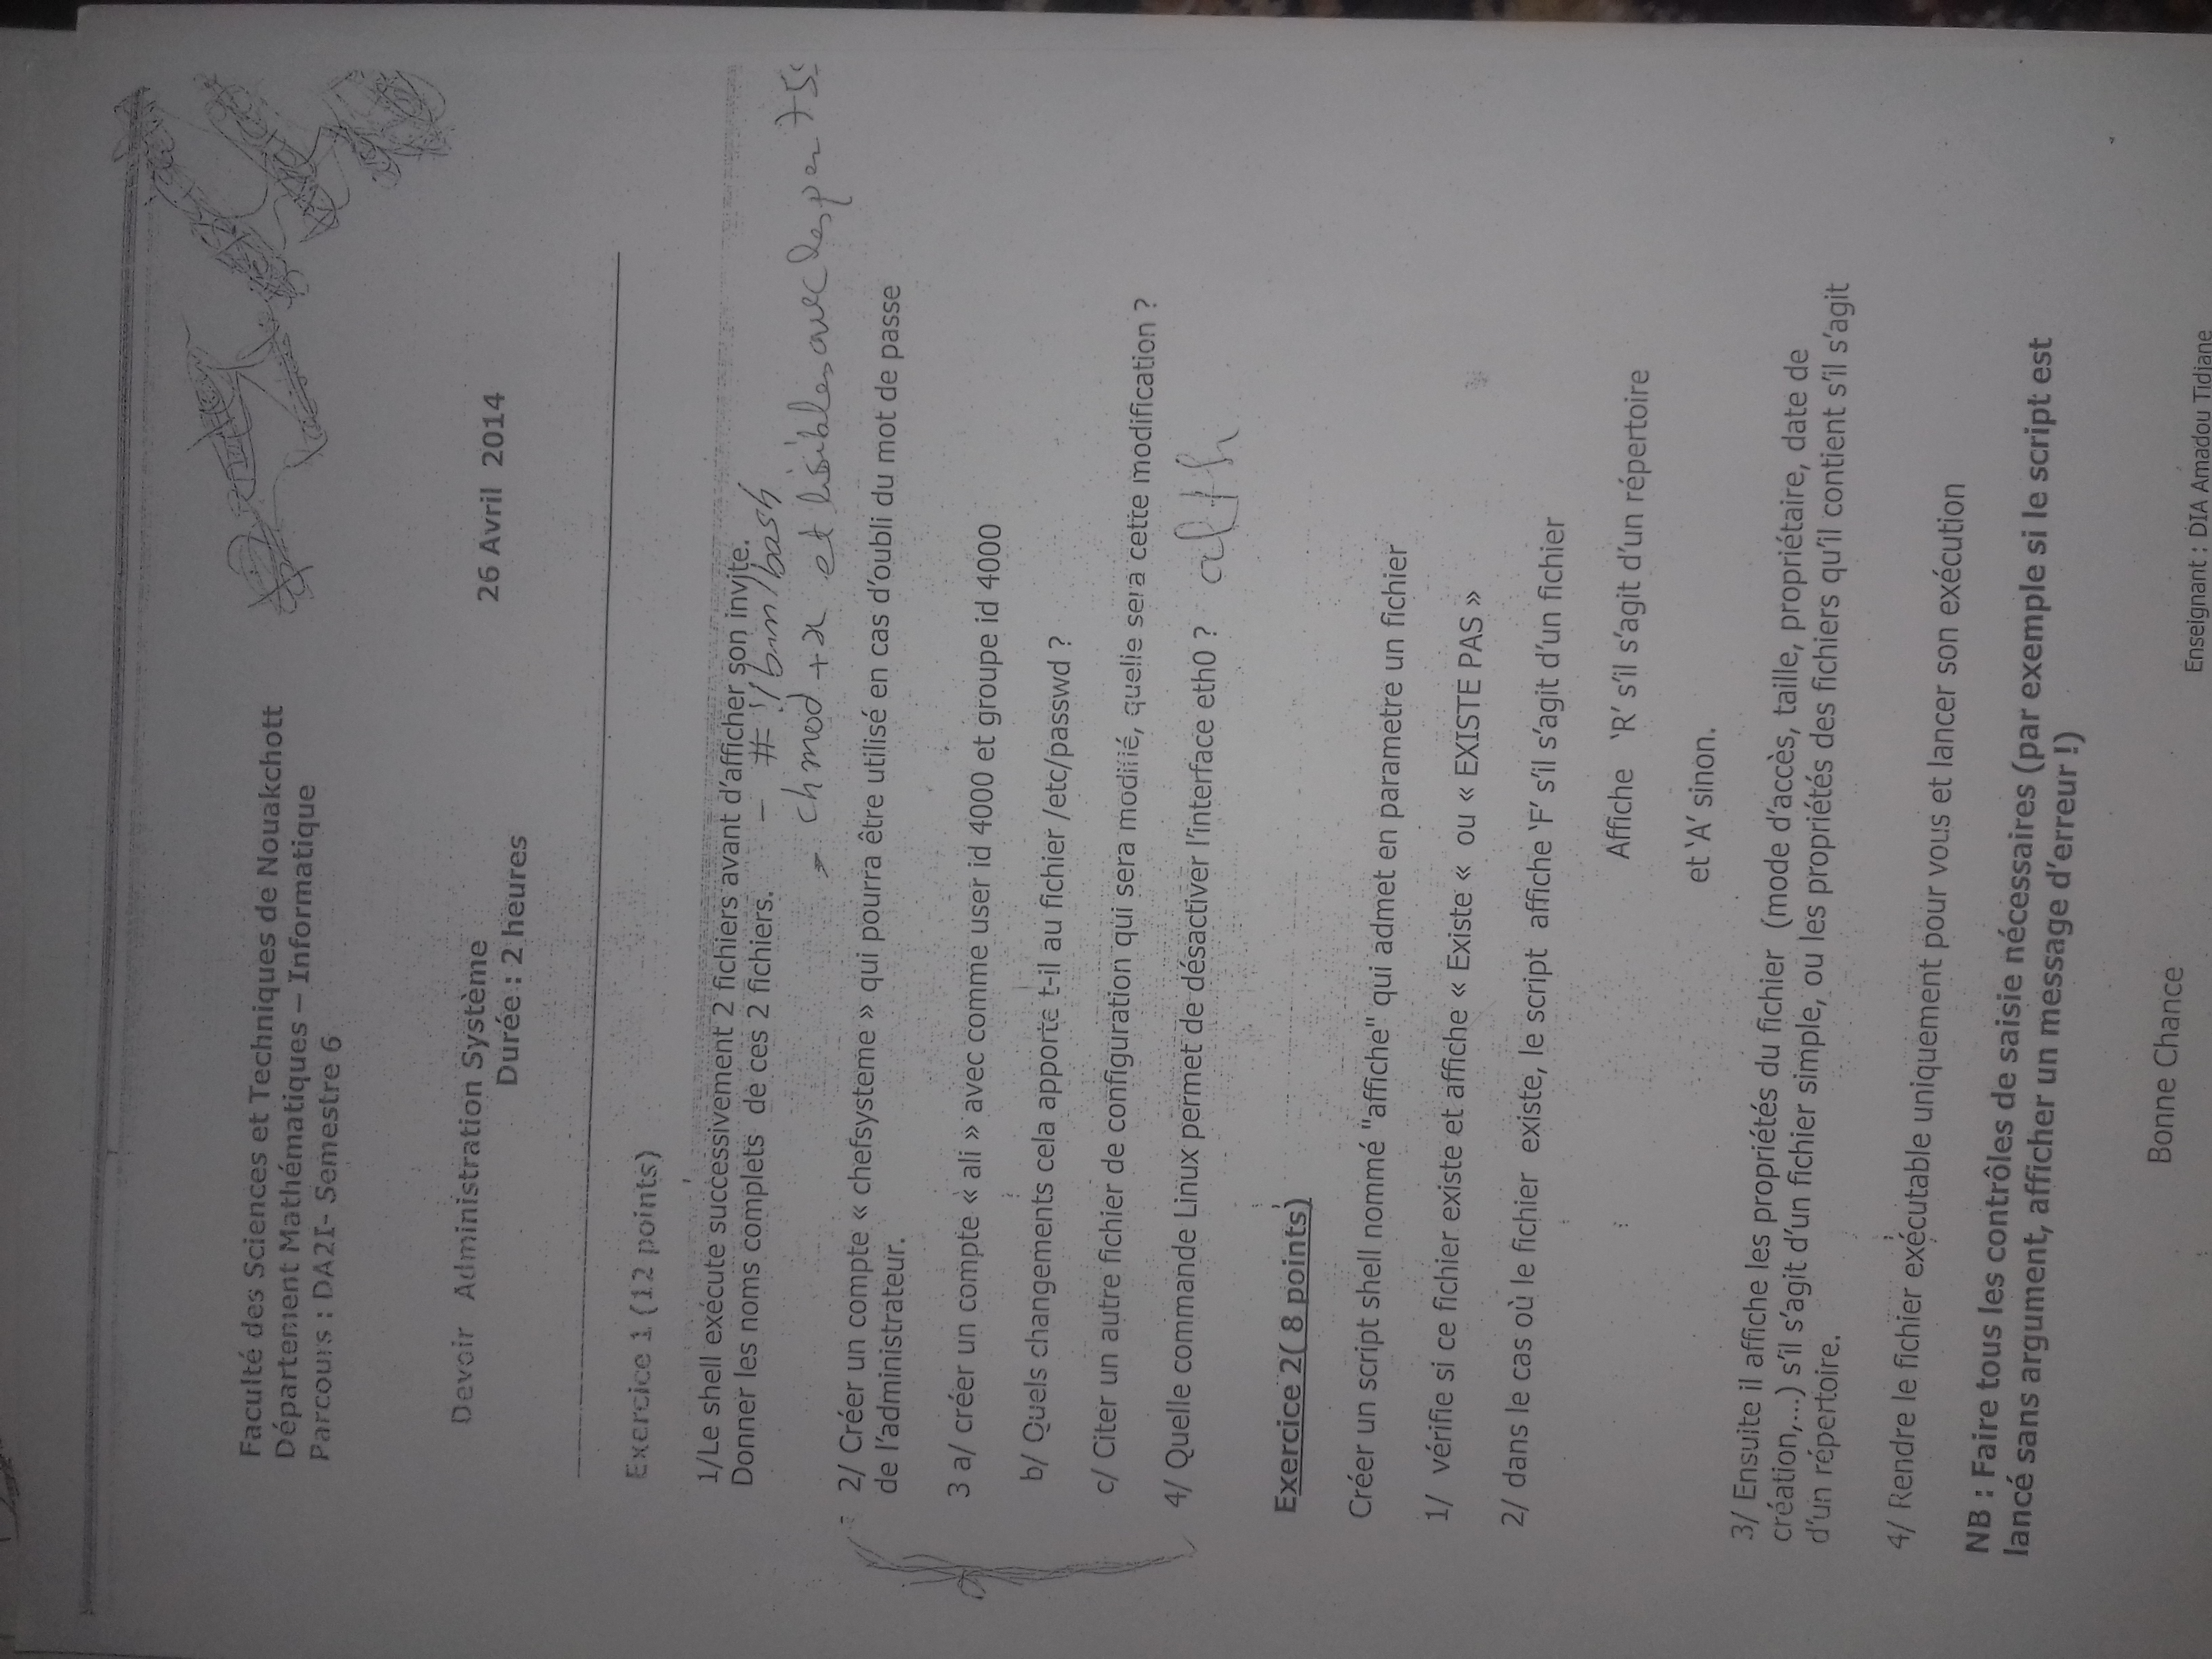 Faculté des Sciences et Techniques de Nouakchott
Département Mathématiques – Informatique
Parcours : DA2I- Semestre 6
Devoir Administration Système 26 Avril 2014
Durée : 2 heures
Exercice 1 (12 points)
1/Le shell exécute successivement 2 fichiers avant d'afficher son invite.
Donner les noms complets de ces 2 fichiers. - #!/bin/bash
chmod +x et lisibles avec les per
2/ Créer un compte « chefsysteme » qui pourra être utilisé en cas d'oubli du mot de passe
de l'administrateur.
3 a/ créer un compte « ali » avec comme user id 4000 et groupe id 4000
b/ Quels changements cela apporte t-il au fichier /etc/passwd ?
c/ Citer un autre fichier de configuration qui sera modifié, quelle sera cette modification ?
4/ Quelle commande Linux permet de désactiver l'interface eth0 ?
Exercice 2( 8 points)
Créer un script shell nommé "affiche" qui admet en parametre un fichier
1/ vérifie si ce fichier existe et affiche « Existe « ou « EXISTE PAS »
2/ dans le cas où le fichier existe, le script affiche 'F' s'il s'agit d'un fichier
Affiche 'R' s'il s'agit d'un répertoire
et 'A' sinon.
3/ Ensuite il affiche les propriétés du fichier (mode d'accès, taille, propriétaire, date de
création,...) s'il s'agit d'un fichier simple, ou les propriétés des fichiers qu'il contient s'il s'agit
d'un répertoire.
4/ Rendre le fichier exécutable uniquement pour vous et lancer son exécution
NB : Faire tous les contrôles de saisie nécessaires (par exemple si le script est
lancé sans argument, afficher un message d'erreur !)
Bonne Chance
Enseignant : DIA Amadou Tidjane